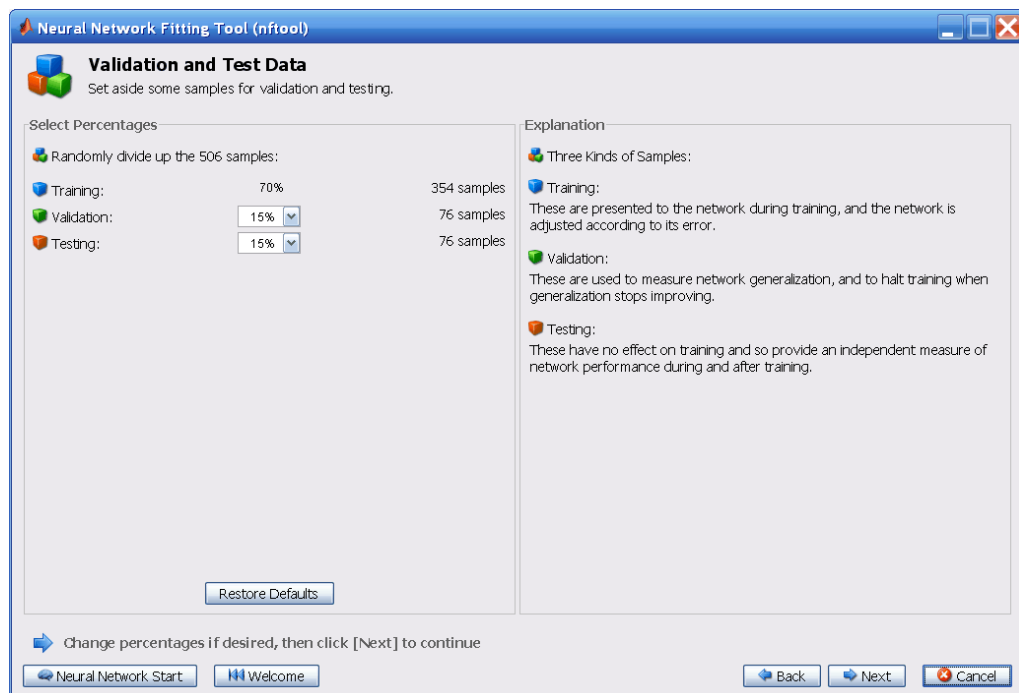 Neural Network Fitting Tool (nftool)
Validation and Test Data
Set aside some samples for validation and testing.
Select Percentages
Randomly divide up the 506 samples:
Training: 70% 354 samples
Validation: 15% 76 samples
Testing: 15% 76 samples
Restore Defaults
Explanation
Three Kinds of Samples:
Training:
These are presented to the network during training, and the network is
adjusted according to its error.
Validation:
These are used to measure network generalization, and to halt training when
generalization stops improving.
Testing:
These have no effect on training and so provide an independent measure of
network performance during and after training.
Change percentages if desired, then click [Next] to continue
Neural Network Start Welcome Back Next Cancel